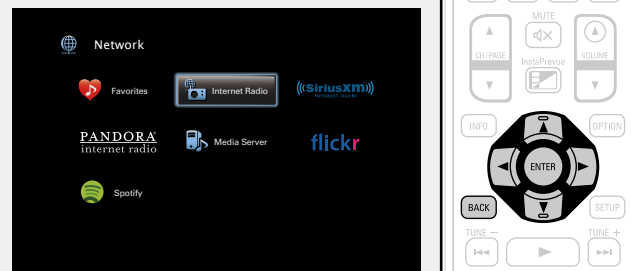 Network
Favorites
Internet Radio
((SiriusXM))
INTERNET RADIO
PANDORA
internet radio
Media Server
flickr
Spotify
MUTE
CH/PAGE
InstaPrevue
VOLUME
INFO
OPTION
ENTER
BACK
SETUP
TUNE −
TUNE +